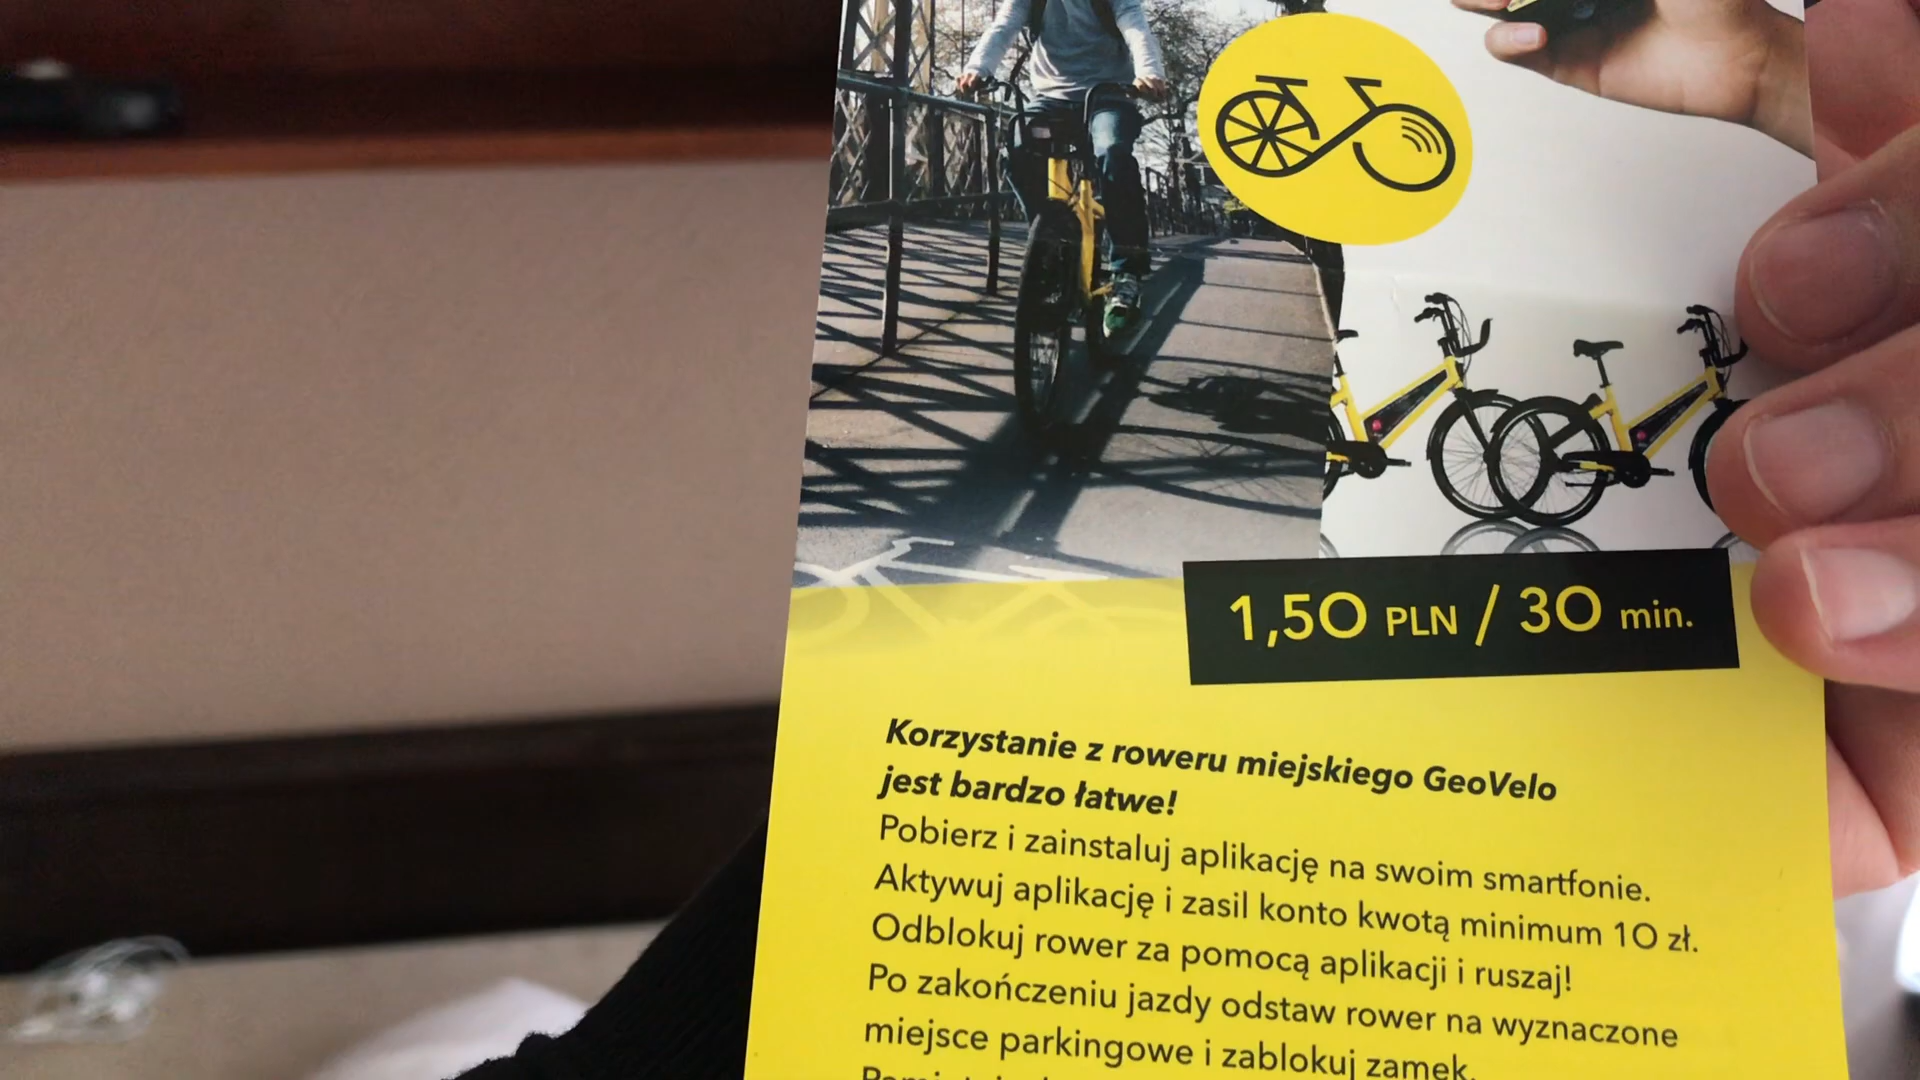 1,50 PLN / 30 min.
Korzystanie z roweru miejskiego GeoVelo
jest bardzo łatwe!
Pobierz i zainstaluj aplikację na swoim smartfonie.
Aktywuj aplikację i zasil konto kwotą minimum 10 zł.
Odblokuj rower za pomocą aplikacji i ruszaj!
Po zakończeniu jazdy odstaw rower na wyznaczone
miejsce parkingowe i zablokuj zamek.